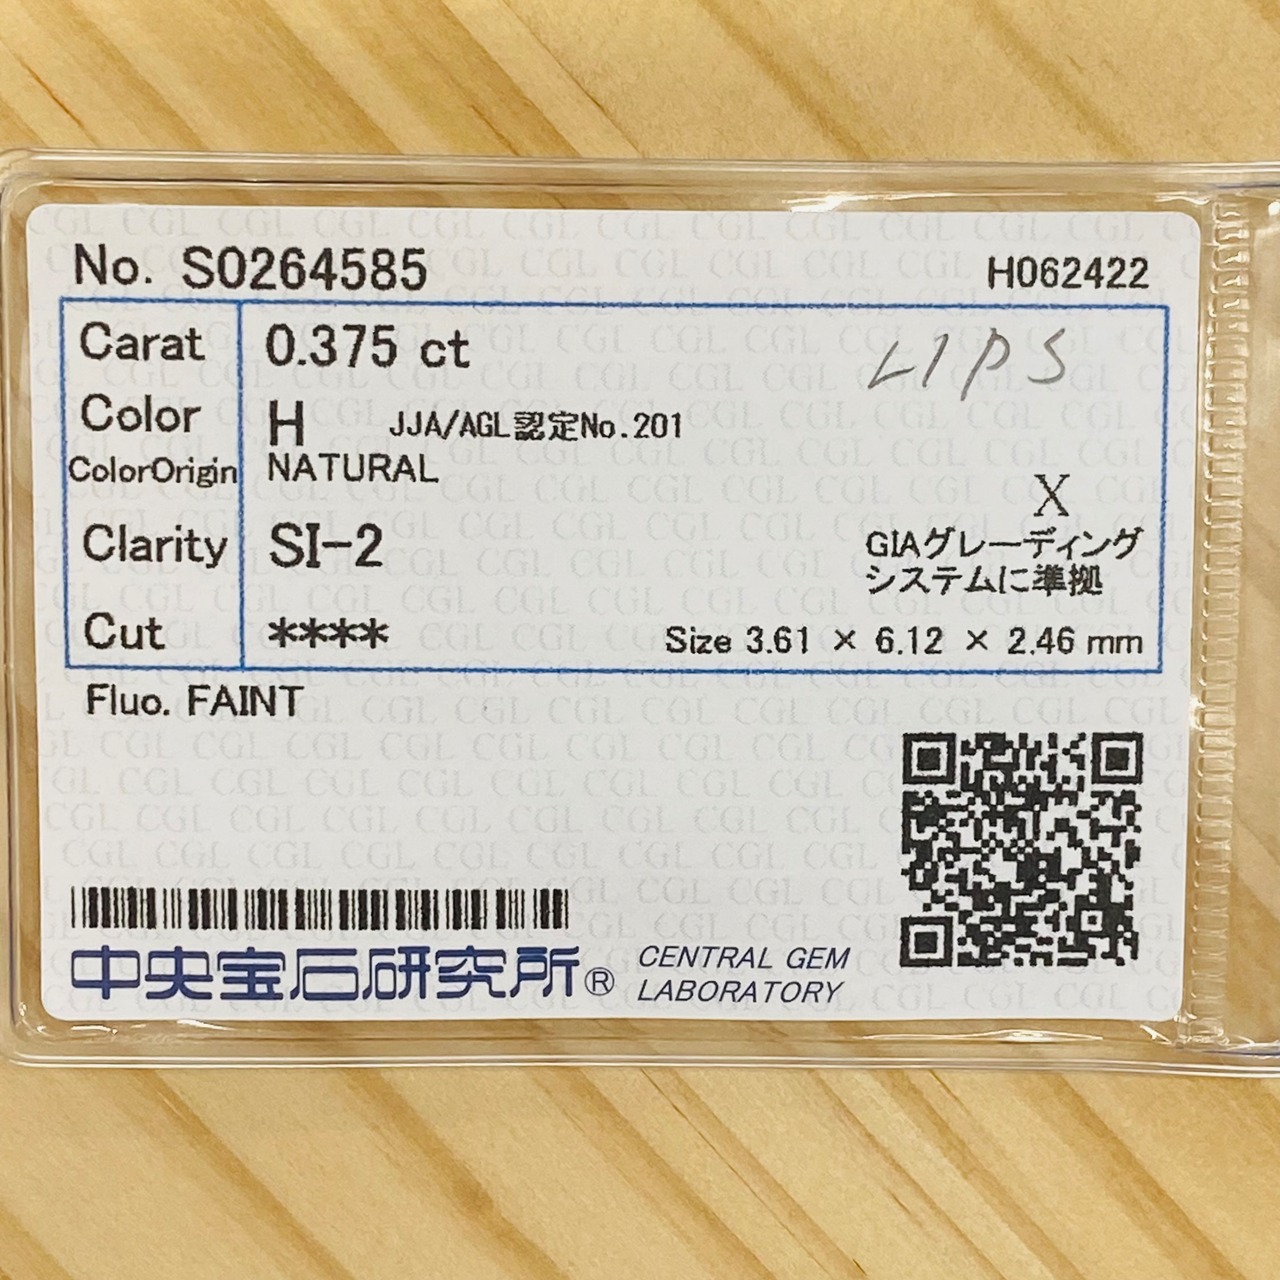 No. S0264585
H062422
Carat 0.375 ct
LIPS
Color H JJA/AGL認定No.201
ColorOrigin NATURAL
X
Clarity SI-2
GIAグレーディング
システムに準拠
Cut ****
Size 3.61 × 6.12 × 2.46 mm
Fluo. FAINT
中央宝石研究所®
CENTRAL GEM
LABORATORY